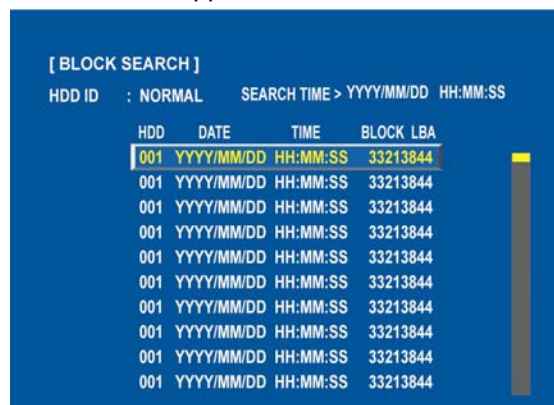 [ BLOCK SEARCH ]
HDD ID : NORMAL SEARCH TIME > YYYY/MM/DD HH:MM:SS
HDD DATE TIME BLOCK LBA
001 YYYY/MM/DD HH:MM:SS 33213844
001 YYYY/MM/DD HH:MM:SS 33213844
001 YYYY/MM/DD HH:MM:SS 33213844
001 YYYY/MM/DD HH:MM:SS 33213844
001 YYYY/MM/DD HH:MM:SS 33213844
001 YYYY/MM/DD HH:MM:SS 33213844
001 YYYY/MM/DD HH:MM:SS 33213844
001 YYYY/MM/DD HH:MM:SS 33213844
001 YYYY/MM/DD HH:MM:SS 33213844
001 YYYY/MM/DD HH:MM:SS 33213844